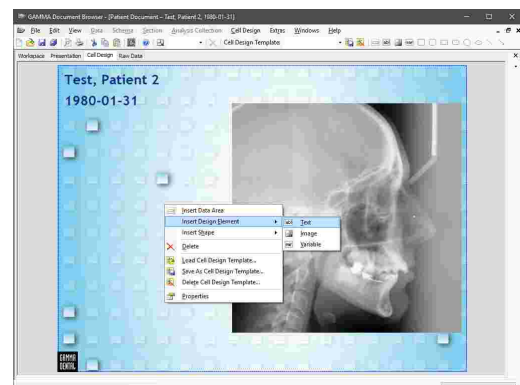 GAMMA Document Browser - [Patient Document - Test, Patient 2, 1980-01-31]
File Edit View Data Schema Section Analysis Collection Cell Design Extras Windows Help
Cell Design Template:
Workspace Presentation Cell Design Raw Data
Test, Patient 2
1980-01-31
Insert Data Area
Insert Design Element
Insert Shape
Delete
Load Cell Design Template...
Save As Cell Design Template...
Delete Cell Design Template...
Properties
Text
Image
Variable
GAMMA
DENTAL